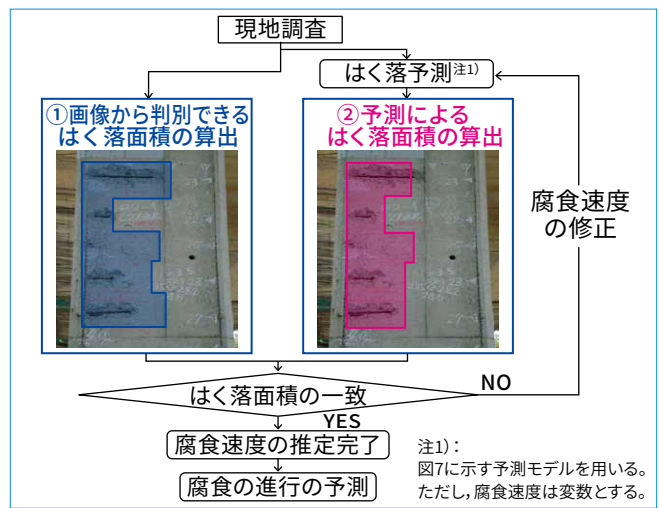 現地調査
はく落予測注1)
①画像から判別できる
はく落面積の算出
②予測による
はく落面積の算出
腐食速度
の修正
はく落面積の一致
NO
YES
腐食速度の推定完了
腐食の進行の予測
注1)：
図7に示す予測モデルを用いる。
ただし,腐食速度は変数とする。